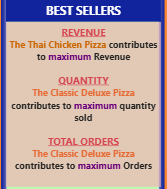 BEST SELLERS
REVENUE
The Thai Chicken Pizza contributes
to maximum Revenue
QUANTITY
The Classic Deluxe Pizza
contributes to maximum quantity
sold
TOTAL ORDERS
The Classic Deluxe Pizza
contributes to maximum Orders